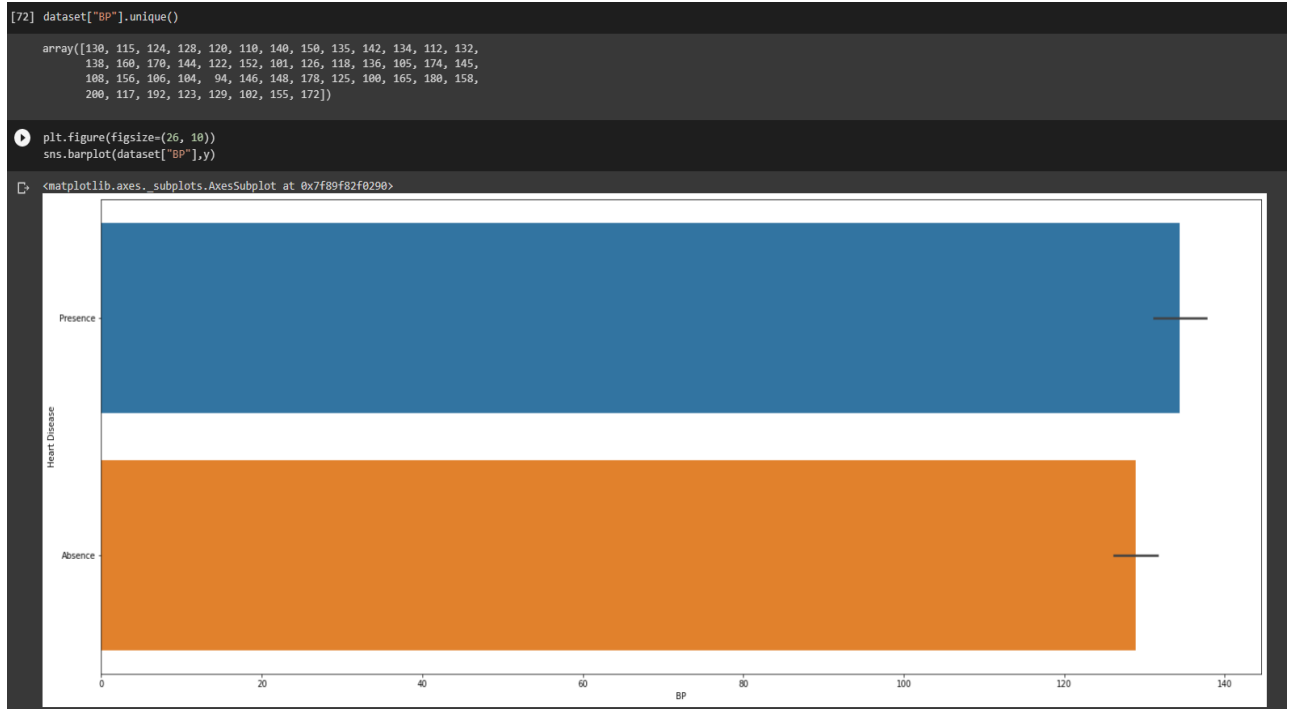 [72] dataset["BP"].unique()
array([130, 115, 124, 128, 120, 110, 140, 150, 135, 142, 134, 112, 132,
138, 160, 170, 144, 122, 152, 101, 126, 118, 136, 105, 174, 145,
108, 156, 106, 104,  94, 146, 148, 178, 125, 100, 165, 180, 158,
200, 117, 192, 123, 129, 102, 155, 172])
plt.figure(figsize=(26, 10))
sns.barplot(dataset["BP"],y)
<matplotlib.axes._subplots.AxesSubplot at 0x7f89f82f0290>
Presence
Heart Disease
Absence
0 20 40 60 80 100 120 140
BP